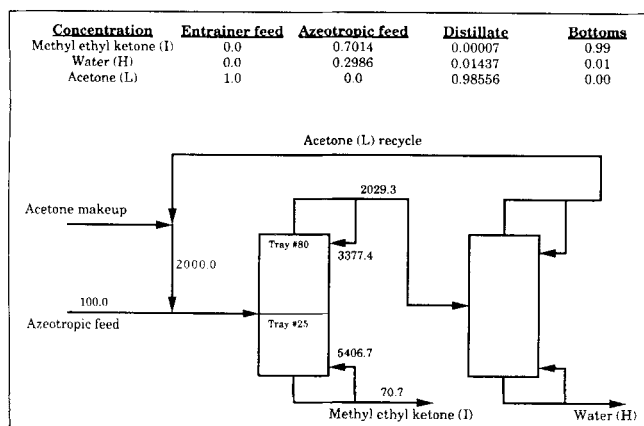 Concentration Entrainer feed Azeotropic feed Distillate Bottoms
Methyl ethyl ketone (I) 0.0 0.7014 0.00007 0.99
Water (H) 0.0 0.2986 0.01437 0.01
Acetone (L) 1.0 0.0 0.98556 0.00
Acetone (L) recycle
2029.3
Acetone makeup
Tray #80
3377.4
2000.0
100.0
Azeotropic feed
Tray #25
5406.7
70.7
Methyl ethyl ketone (I)
Water (H)